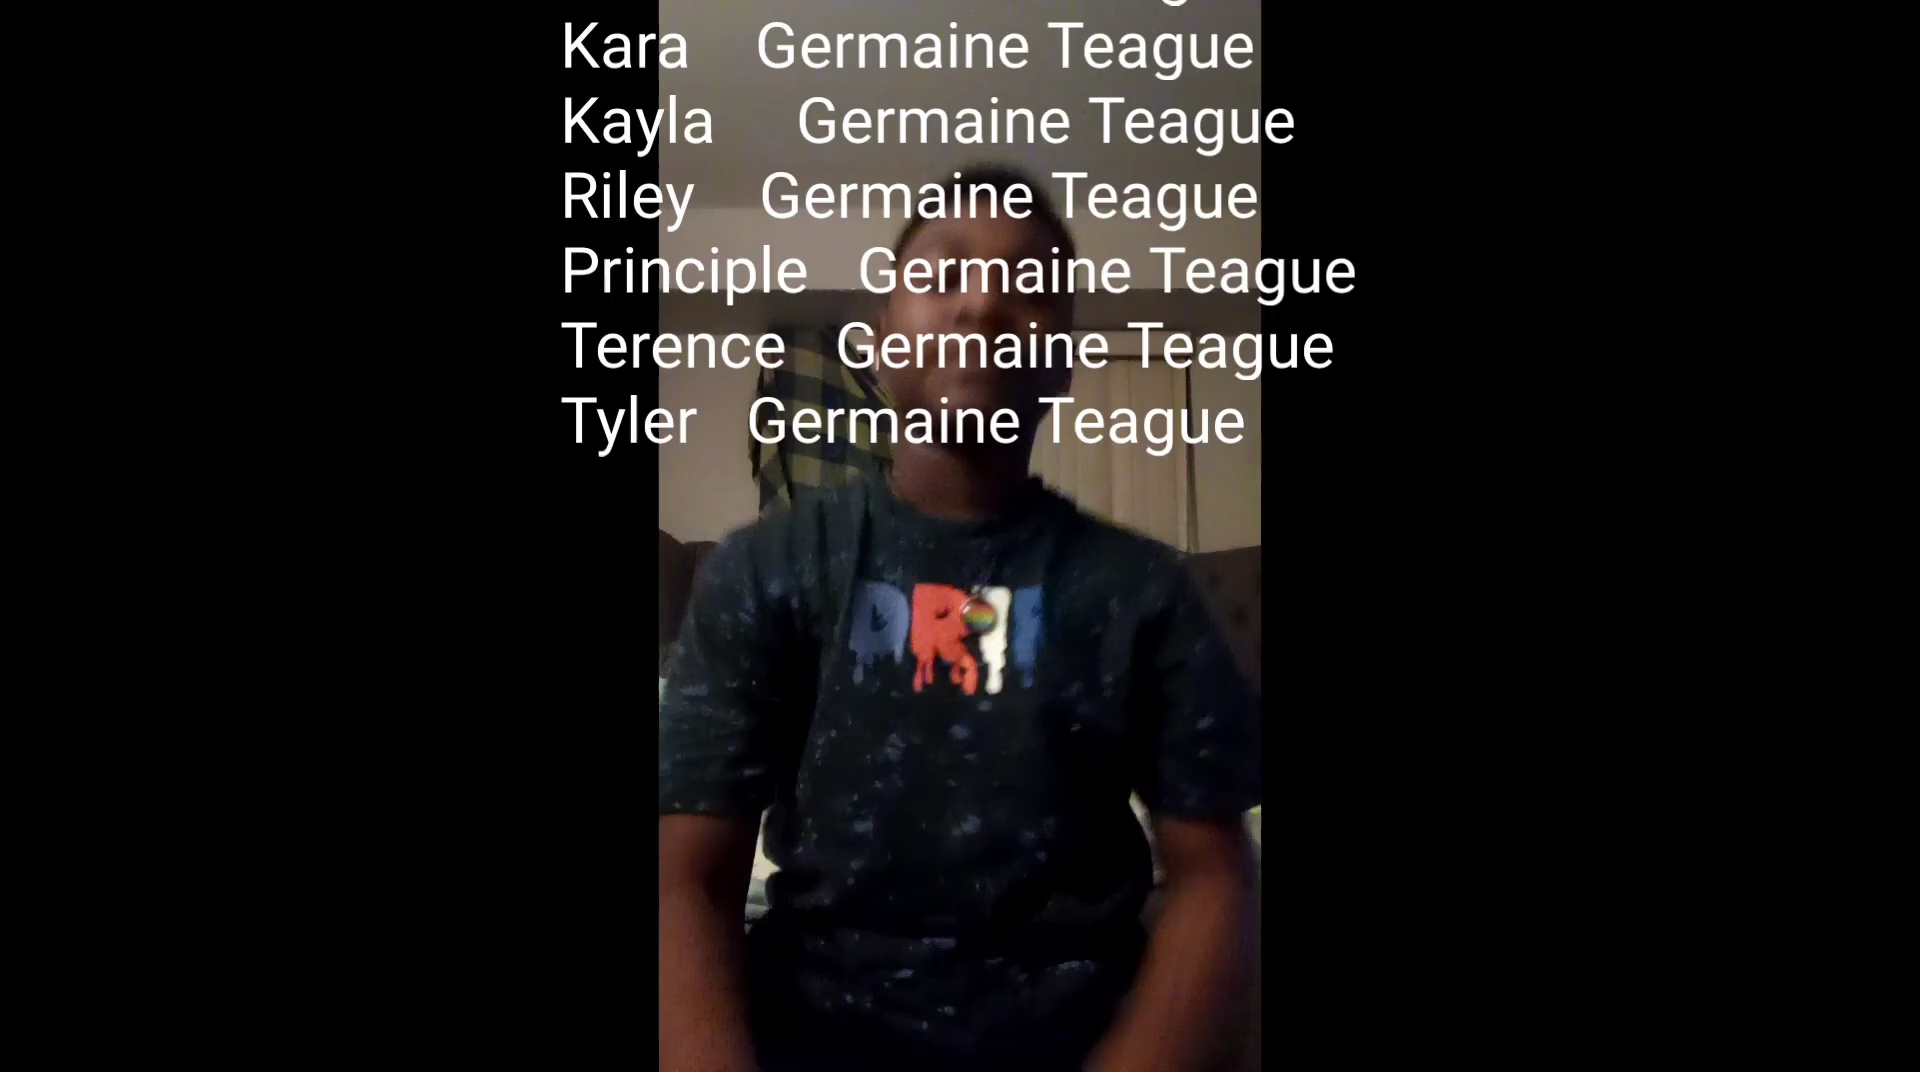 Kara Germaine Teague
Kayla Germaine Teague
Riley Germaine Teague
Principle Germaine Teague
Terence Germaine Teague
Tyler Germaine Teague